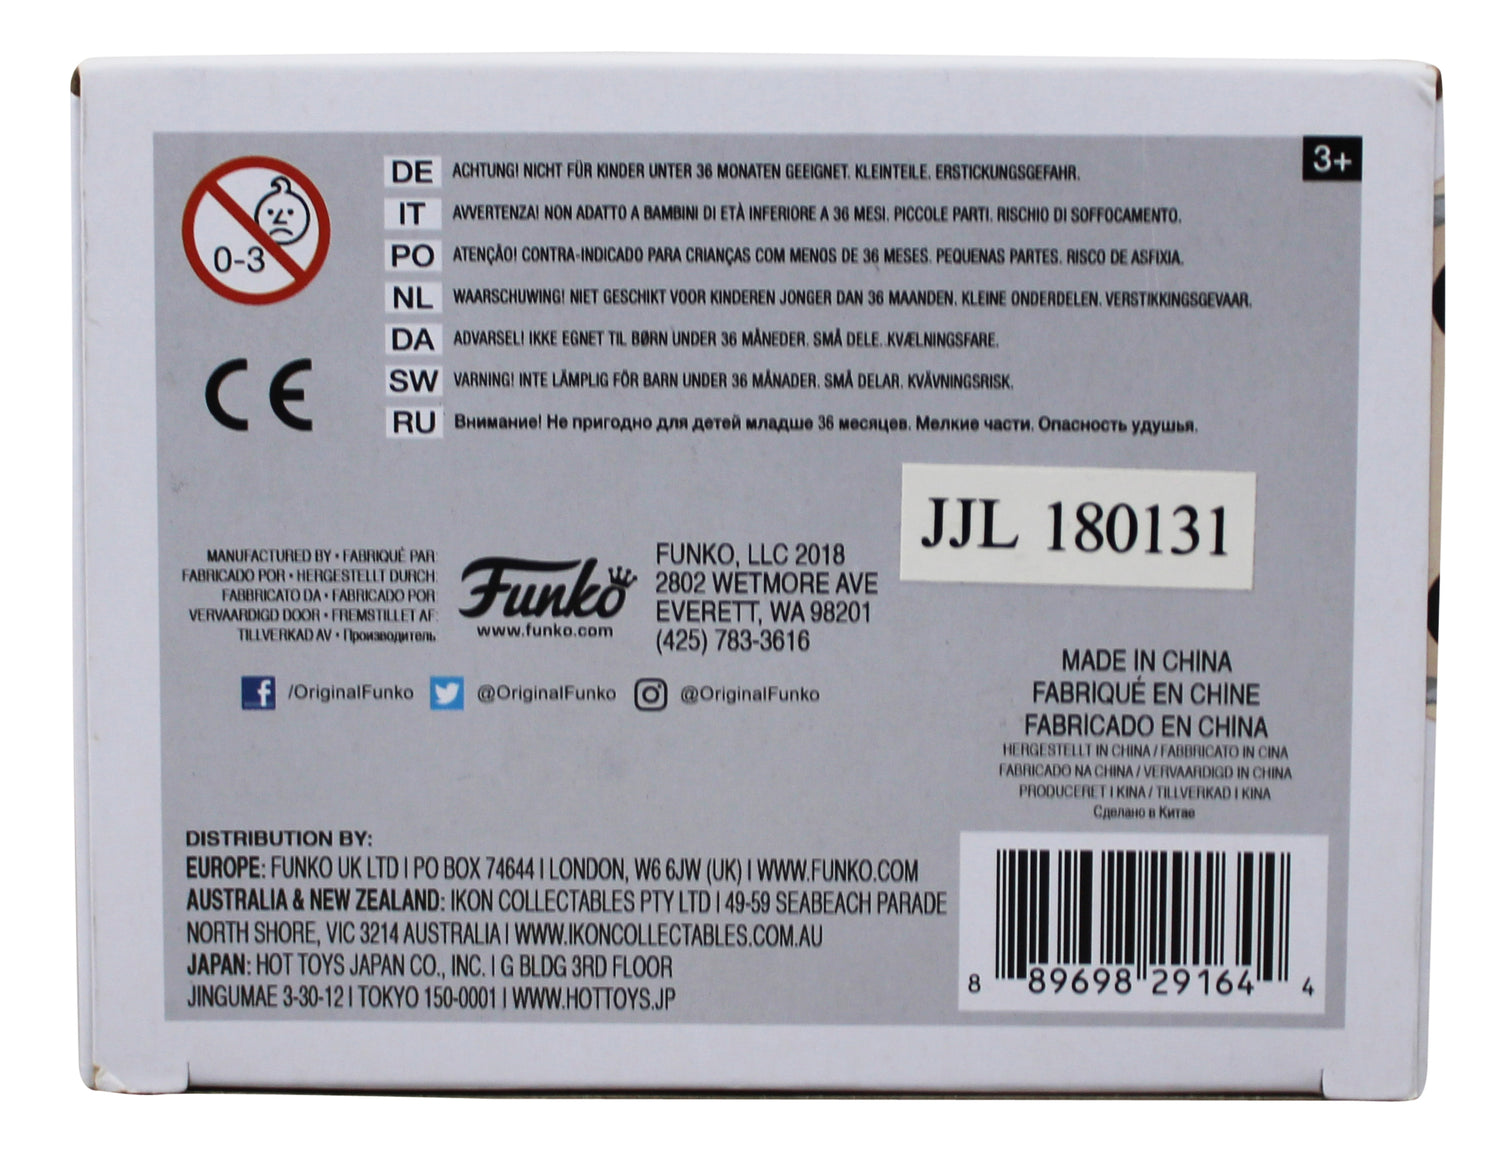 3+
0-3
DE ACHTUNG! NICHT FÜR KINDER UNTER 36 MONATEN GEEIGNET. KLEINTEILE. ERSTICKUNGSGEFAHR.
IT AVVERTENZA! NON ADATTO A BAMBINI DI ETÀ INFERIORE A 36 MESI. PICCOLE PARTI. RISCHIO DI SOFFOCAMENTO.
PO ATENÇÃO! CONTRA-INDICADO PARA CRIANÇAS COM MENOS DE 36 MESES. PEQUENAS PARTES. RISCO DE ASFIXIA.
NL WAARSCHUWING! NIET GESCHIKT VOOR KINDEREN JONGER DAN 36 MAANDEN. KLEINE ONDERDELEN. VERSTIKKINGSGEVAAR.
DA ADVARSEL! IKKE EGNET TIL BØRN UNDER 36 MÅNEDER. SMÅ DELE. KVÆLNINGSFARE.
SW VARNING! INTE LÄMPLIG FÖR BARN UNDER 36 MÅNADER. SMÅ DELAR. KVÄVNINGSRISK.
RU Внимание! Не пригодно для детей младше 36 месяцев. Мелкие части. Опасность удушья.
CE
JJL 180131
MANUFACTURED BY • FABRIQUÉ PAR:
FABRICADO POR • HERGESTELLT DURCH:
FABBRICATO DA • FABRICADO POR:
VERVAARDIGD DOOR • FREMSTILLET AF:
TILLVERKAD AV • Производитель
Funko
www.funko.com
FUNKO, LLC 2018
2802 WETMORE AVE
EVERETT, WA 98201
(425) 783-3616
f /OriginalFunko @OriginalFunko @OriginalFunko
MADE IN CHINA
FABRIQUÉ EN CHINE
FABRICADO EN CHINA
HERGESTELLT IN CHINA / FABBRICATO IN CINA
FABRICADO NA CHINA / VERVAARDIGD IN CHINA
PRODUCERET I KINA / TILLVERKAD I KINA
Сделано в Китае
DISTRIBUTION BY:
EUROPE: FUNKO UK LTD | PO BOX 74644 | LONDON, W6 6JW (UK) | WWW.FUNKO.COM
AUSTRALIA & NEW ZEALAND: IKON COLLECTABLES PTY LTD | 49-59 SEABEACH PARADE
NORTH SHORE, VIC 3214 AUSTRALIA | WWW.IKONCOLLECTABLES.COM.AU
JAPAN: HOT TOYS JAPAN CO., INC. | G BLDG 3RD FLOOR
JINGUMAE 3-30-12 | TOKYO 150-0001 | WWW.HOTTOYS.JP
8 89698 29164 4